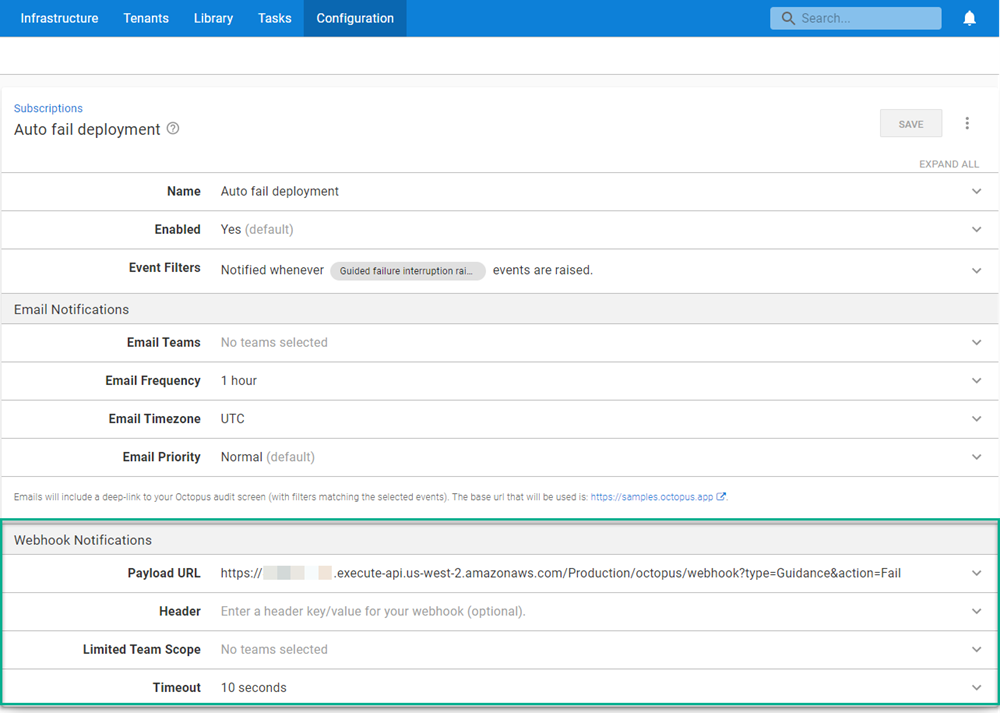 Infrastructure Tenants Library Tasks Configuration Search...
Subscriptions
Auto fail deployment
SAVE
EXPAND ALL
Name Auto fail deployment
Enabled Yes (default)
Event Filters Notified whenever Guided failure interruption rai... events are raised.
Email Notifications
Email Teams No teams selected
Email Frequency 1 hour
Email Timezone UTC
Email Priority Normal (default)
Emails will include a deep-link to your Octopus audit screen (with filters matching the selected events). The base url that will be used is: https://samples.octopus.app.
Webhook Notifications
Payload URL https:// .execute-api.us-west-2.amazonaws.com/Production/octopus/webhook?type=Guidance&action=Fail
Header Enter a header key/value for your webhook (optional).
Limited Team Scope No teams selected
Timeout 10 seconds